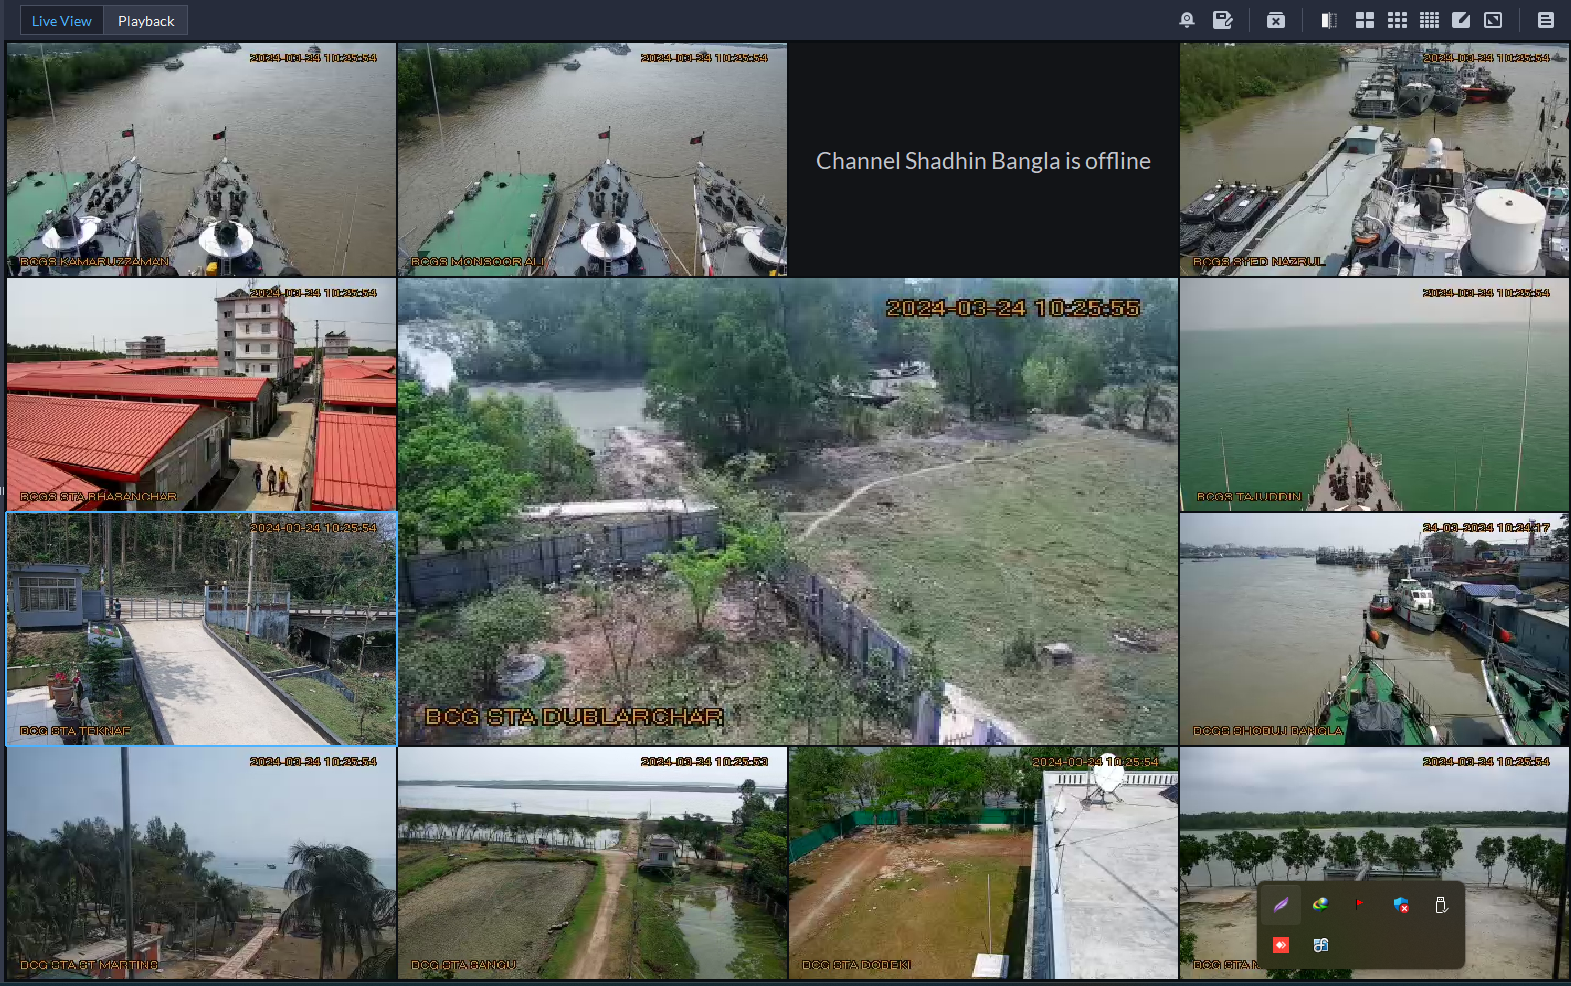 Live View
Playback
2024-03-24 10:25:54
BCGS KAMARUZZAMAN
2024-03-24 10:25:54
BCGS MONSOOR ALI
Channel Shadhin Bangla is offline
2024-03-24 10:25:54
BCGS SYED NAZRUL
2024-03-24 10:25:54
BCGS STA BHASANCHAR
2024-03-24 10:25:55
BCG STA DUBLARCHAR
2024-03-24 10:25:54
BCGS TAJUDDIN
2024-03-24 10:25:54
BCG STA TEKNAF
24-03-2024 10:24:17
BCGS SHOBUJ BANGLA
2024-03-24 10:25:54
BCG STA ST MARTINS
2024-03-24 10:25:53
BCG STA SANGU
2024-03-24 10:25:54
BCG STA DOBEKI
2024-03-24 10:25:54
BCG STA